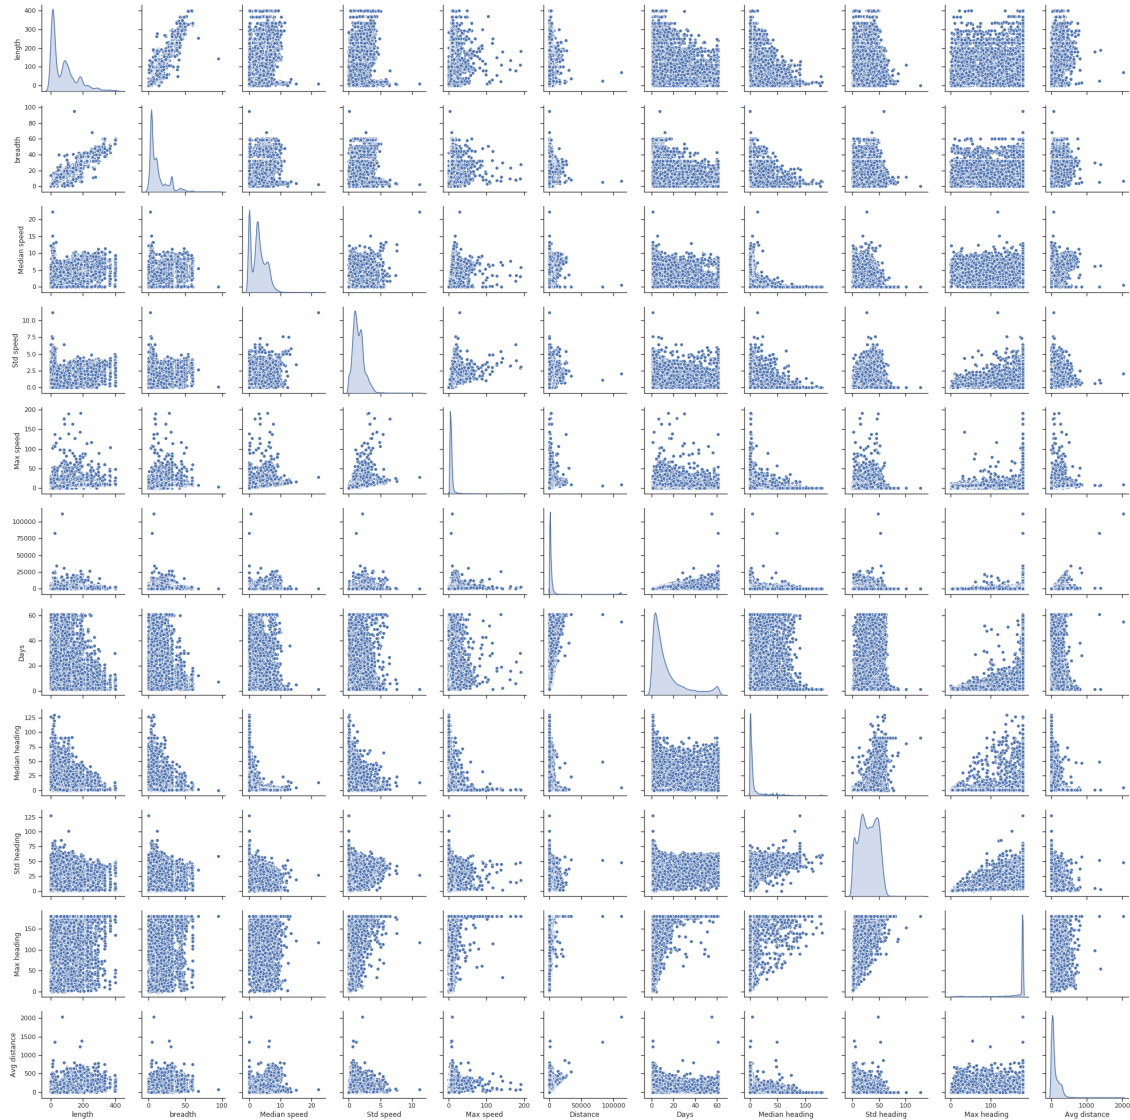 400
300
200
100
0
length
100
80
60
40
20
0
breadth
20
15
10
5
0
Median speed
10.0
7.5
5.0
2.5
0.0
Std speed
200
150
100
50
0
Max speed
100000
75000
50000
25000
0
Distance
60
40
20
0
Days
125
100
75
50
25
0
Median heading
125
100
75
50
25
0
Std heading
150
100
50
0
Max heading
2000
1500
1000
500
0
Avg distance
0 200 400
0 50 100
0 10 20
0 5 10
0 100 200
0 50000 100000
0 20 40 60
0 50 100
0 50 100
0 100
0 1000 2000
length breadth Median speed Std speed Max speed Distance Days Median heading Std heading Max heading Avg distance